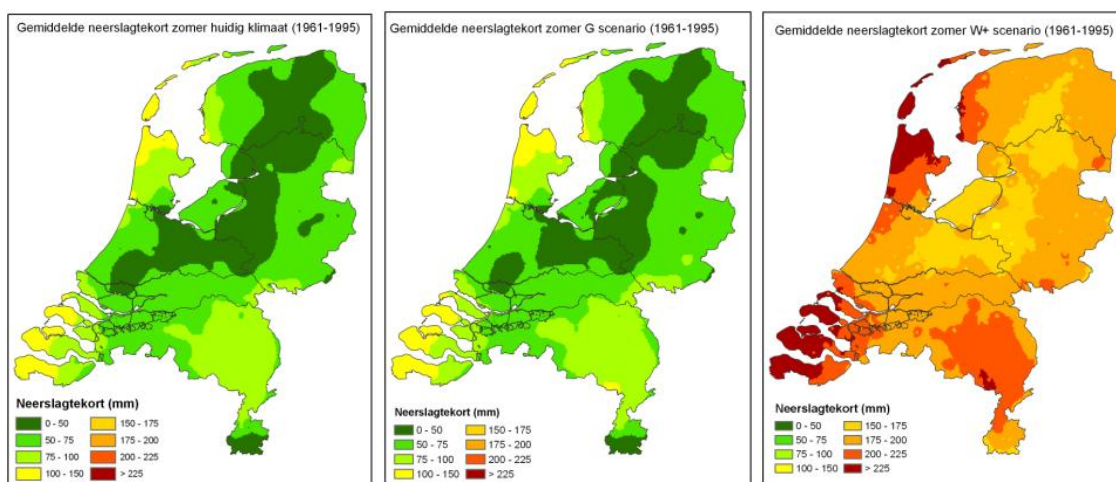 Gemiddelde neerslagtekort zomer huidig klimaat (1961-1995)
Neerslagtekort (mm)
0 - 50
150 - 175
50 - 75
175 - 200
75 - 100
200 - 225
100 - 150
> 225
Gemiddelde neerslagtekort zomer G scenario (1961-1995)
Neerslagtekort (mm)
0 - 50
150 - 175
50 - 75
175 - 200
75 - 100
200 - 225
100 - 150
> 225
Gemiddelde neerslagtekort zomer W+ scenario (1961-1995)
Neerslagtekort (mm)
0 - 50
150 - 175
50 - 75
175 - 200
75 - 100
200 - 225
100 - 150
> 225